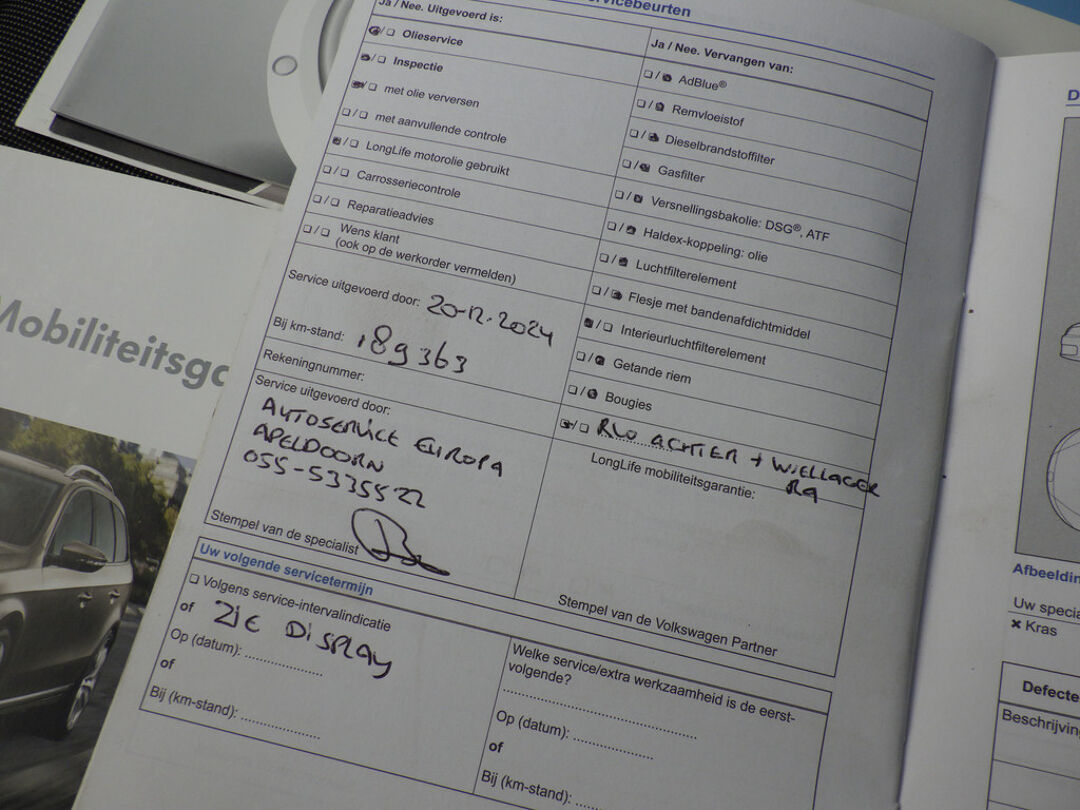 servicebeurten
Ja / Nee. Uitgevoerd is:
Olieservice
Inspectie
met olie verversen
met aanvullende controle
LongLife motorolie gebruikt
Carrosseriecontrole
Reparatieadvies
Wens klant
(ook op de werkorder vermelden)
Service uitgevoerd door: 20-12-2024
Bij km-stand: 189363
Rekeningnummer:
Service uitgevoerd door:
AUTOSERVICE EUROPA
APELDOORN
055-5335522
Stempel van de specialist
Ja / Nee. Vervangen van:
AdBlue®
Remvloeistof
Dieselbrandstoffilter
Gasfilter
Versnellingsbakolie: DSG®, ATF
Haldex-koppeling: olie
Luchtfilterelement
Flesje met bandenafdichtmiddel
Interieurluchtfilterelement
Getande riem
Bougies
ACHTER + WIELLAGER
LongLife mobiliteitsgarantie:
Stempel van de Volkswagen Partner
Uw volgende servicetermijn
Volgens service-intervalindicatie
of ZIE DISPLAY
Op (datum):
of
Bij (km-stand):
Welke service/extra werkzaamheid is de eerst-
volgende?
Op (datum):
of
Bij (km-stand):
Mobiliteitsga
D
Afbeeldin
Uw specia
× Kras
Defecte
Beschrijving